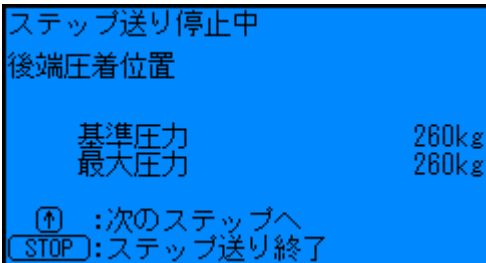 ステップ送り停止中
後端圧着位置
基準圧力 260kg
最大圧力 260kg
↑ :次のステップへ
STOP :ステップ送り終了